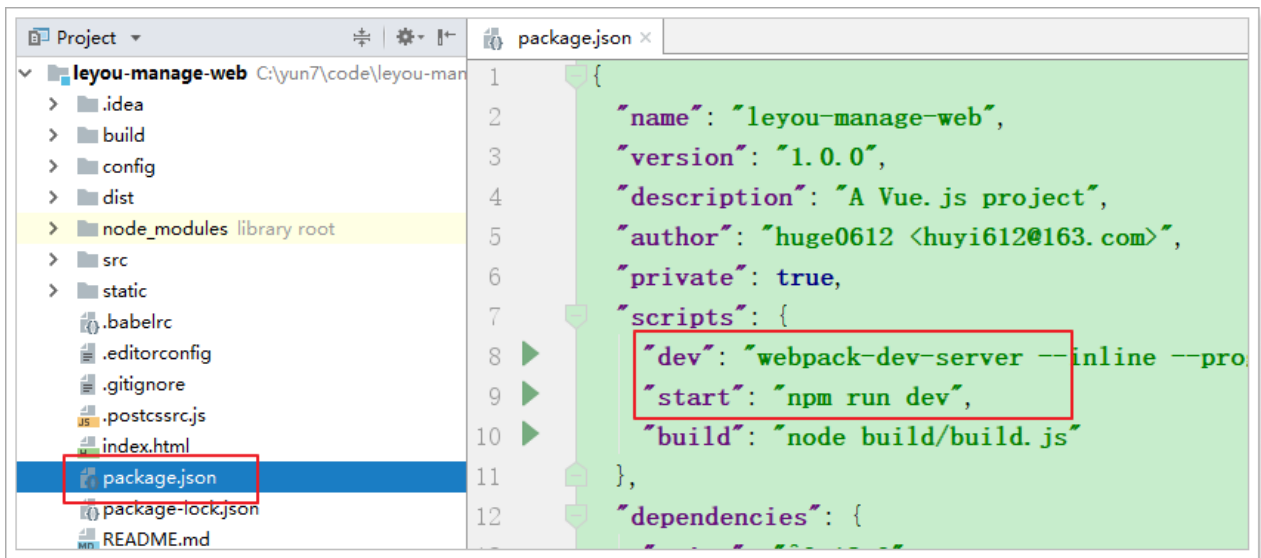 Project
leyou-manage-web C:\yun7\code\leyou-man
.idea
build
config
dist
node_modules library root
src
static
.babelrc
.editorconfig
.gitignore
.postcssrc.js
index.html
package.json
package-lock.json
README.md
package.json
1 {
2 "name": "leyou-manage-web",
3 "version": "1.0.0",
4 "description": "A Vue.js project",
5 "author": "huge0612 <huyi612@163.com>",
6 "private": true,
7 "scripts": {
8 "dev": "webpack-dev-server --inline --pro
9 "start": "npm run dev",
10 "build": "node build/build.js"
11 },
12 "dependencies": {